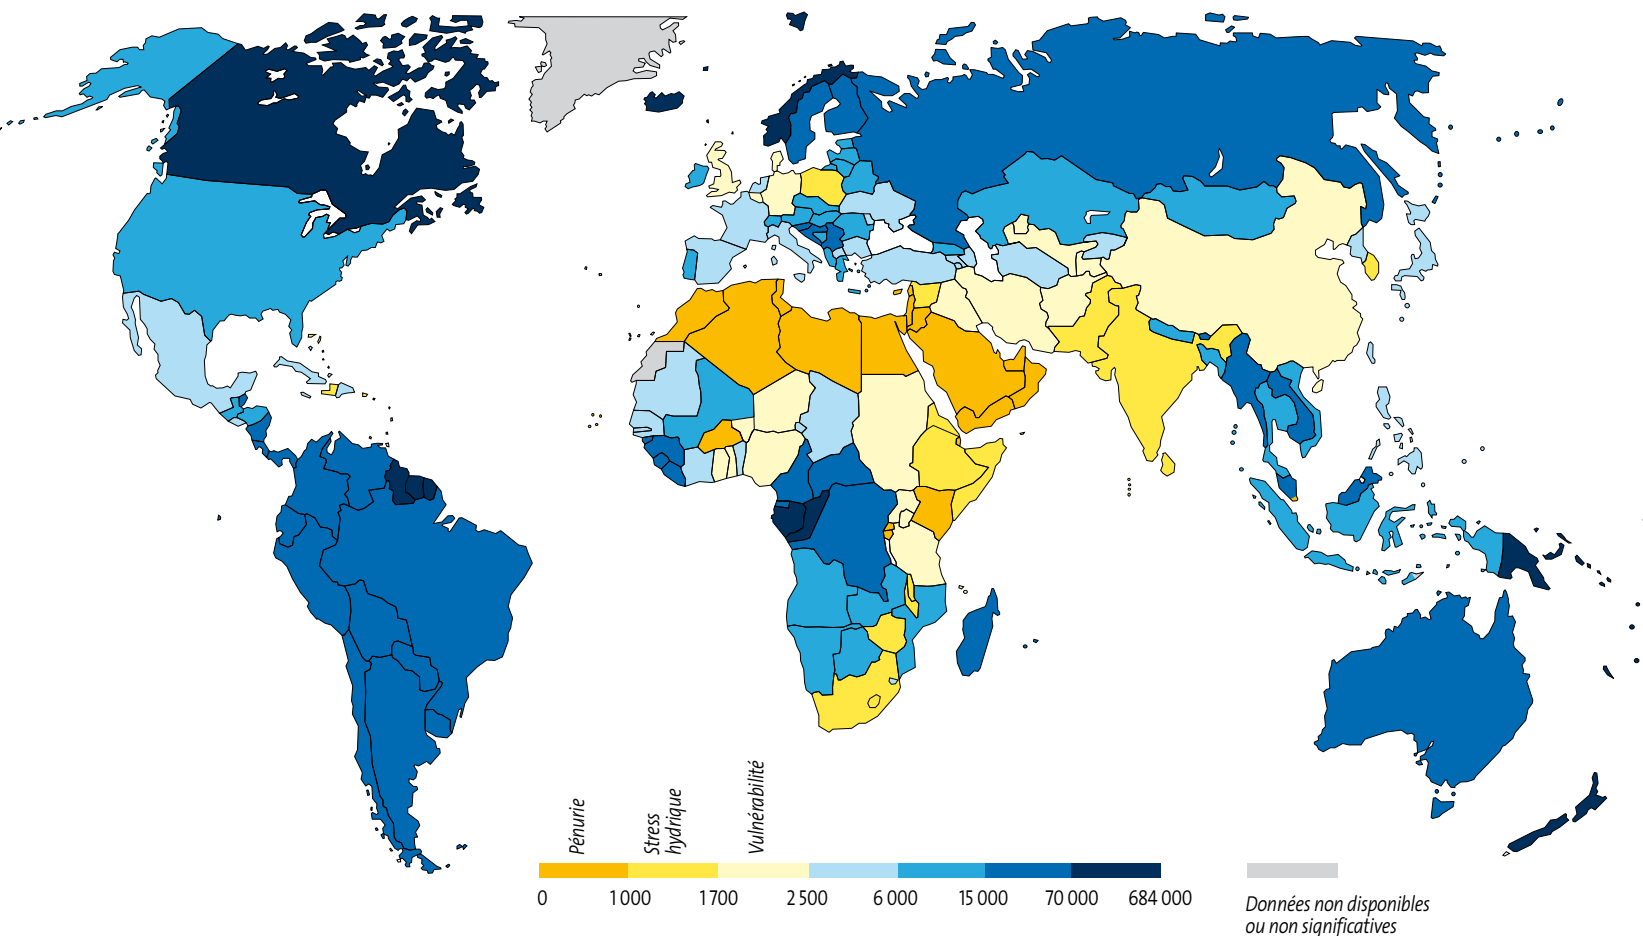 Pénurie
Stress
hydrique
Vulnérabilité
0 1 000 1 700 2 500 6 000 15 000 70 000 684 000
Données non disponibles
ou non significatives